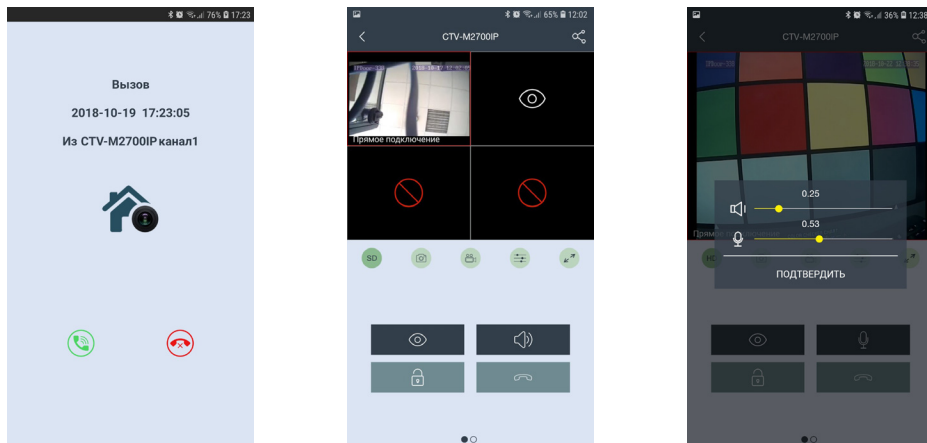 76% 17:23
Вызов
2018-10-19 17:23:05
Из CTV-M2700IP канал1
65% 12:02
CTV-M2700IP
Прямое подключение
SD
36% 12:38
CTV-M2700IP
0.25
0.53
HD
ПОДТВЕРДИТЬ